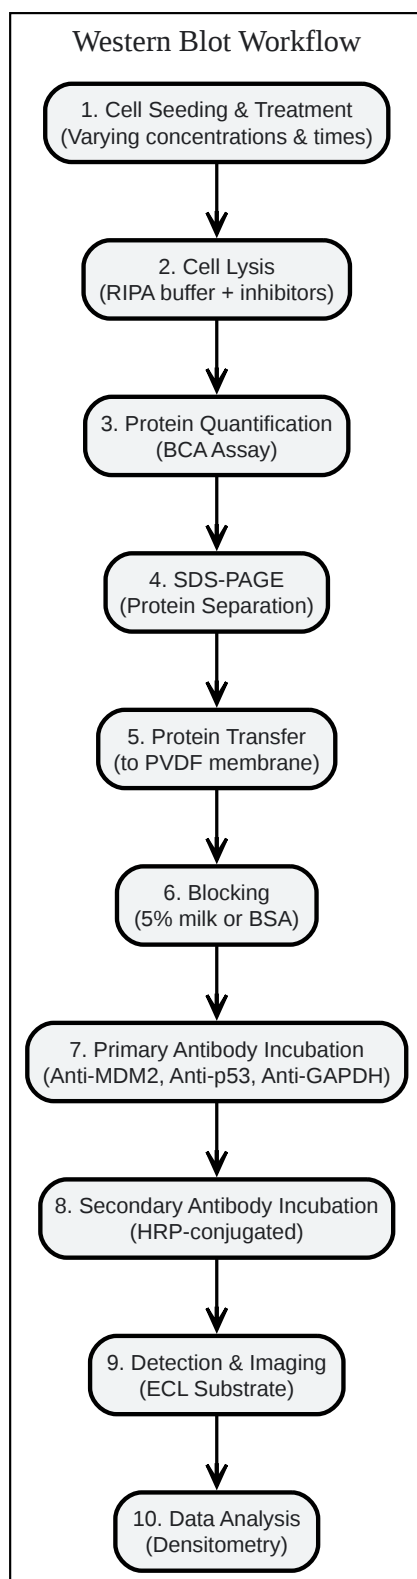 Western Blot Workflow
1. Cell Seeding & Treatment
(Varying concentrations & times)
2. Cell Lysis
(RIPA buffer + inhibitors)
3. Protein Quantification
(BCA Assay)
4. SDS-PAGE
(Protein Separation)
5. Protein Transfer
(to PVDF membrane)
6. Blocking
(5% milk or BSA)
7. Primary Antibody Incubation
(Anti-MDM2, Anti-p53, Anti-GAPDH)
8. Secondary Antibody Incubation
(HRP-conjugated)
9. Detection & Imaging
(ECL Substrate)
10. Data Analysis
(Densitometry)